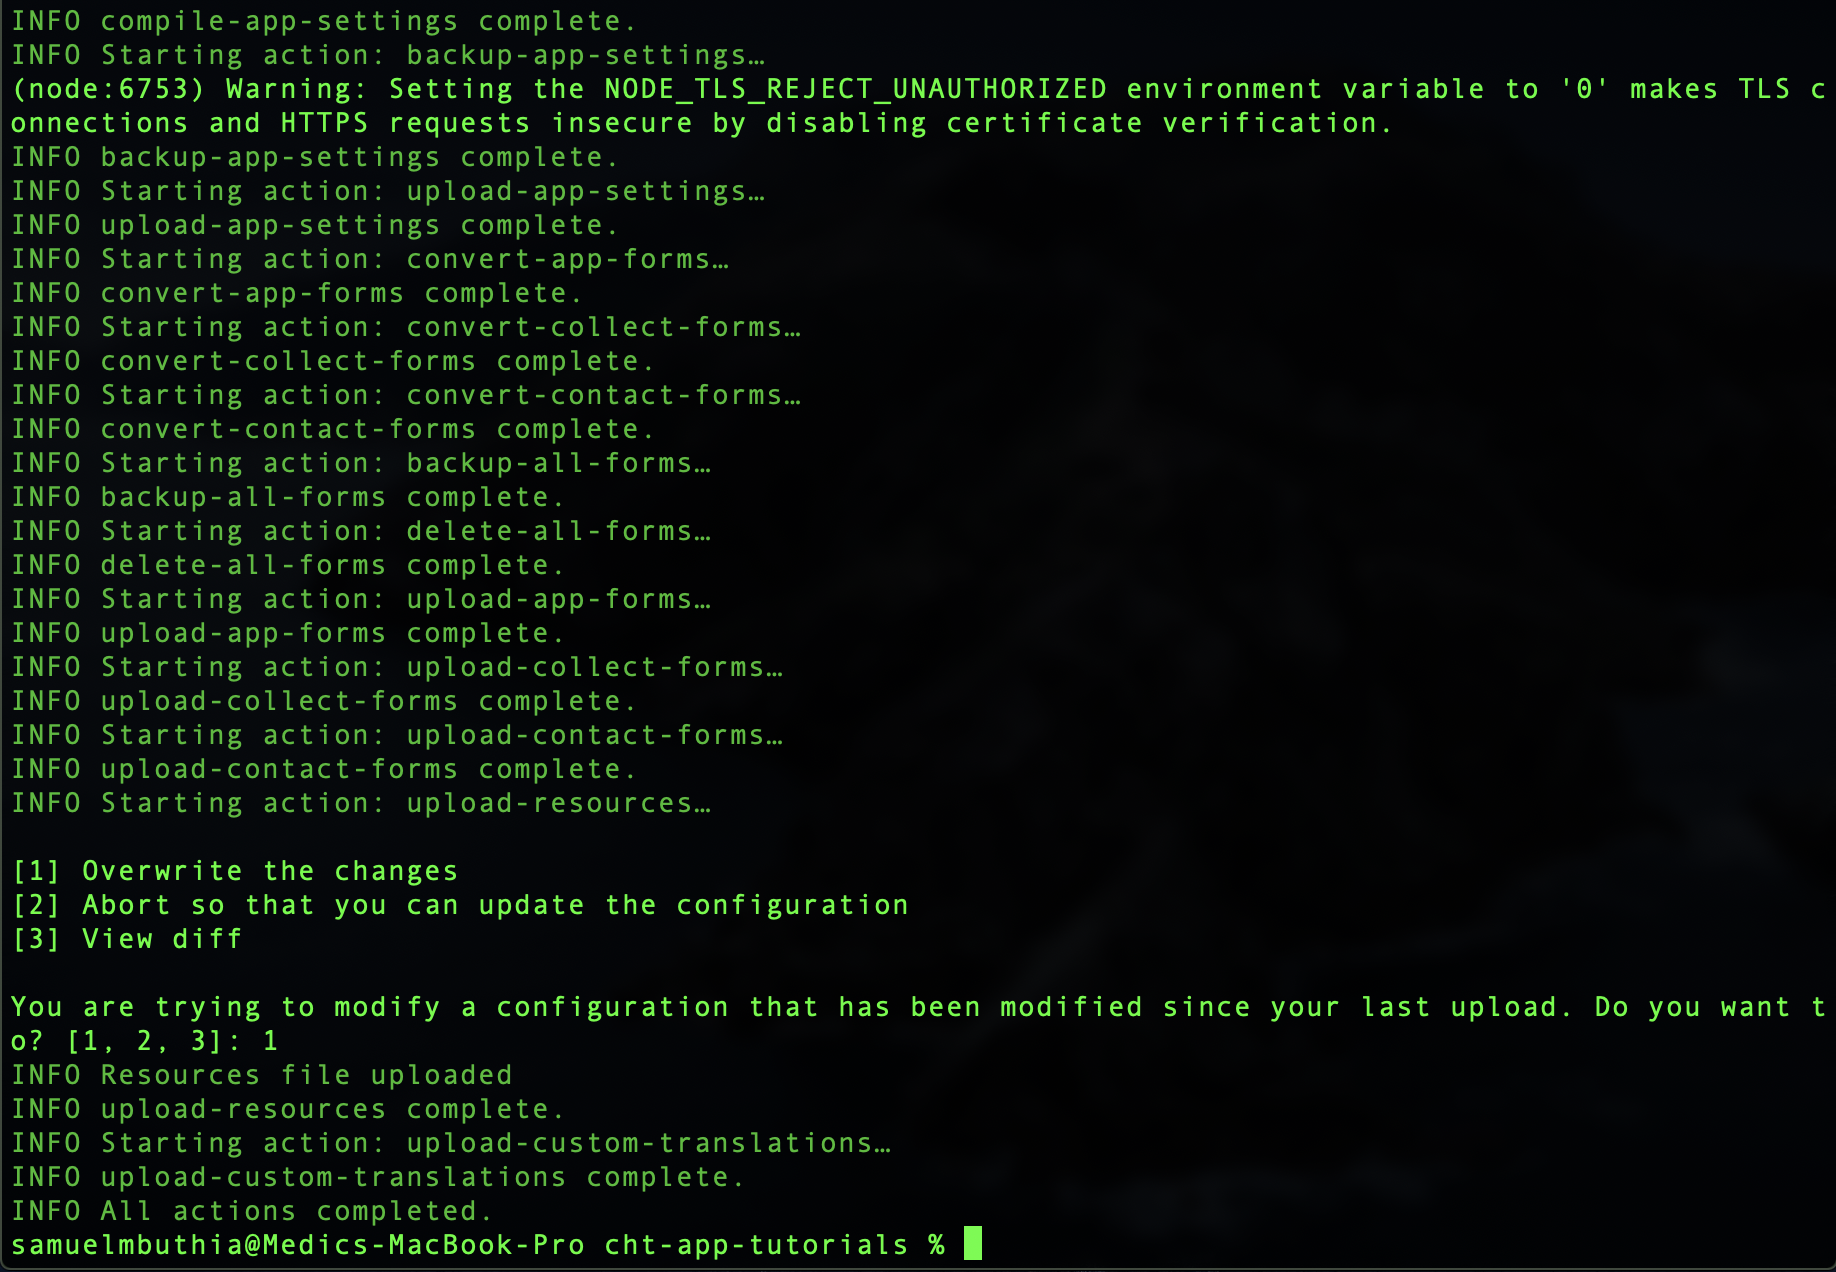 INFO compile-app-settings complete.
INFO Starting action: backup-app-settings…
(node:6753) Warning: Setting the NODE_TLS_REJECT_UNAUTHORIZED environment variable to '0' makes TLS c
onnections and HTTPS requests insecure by disabling certificate verification.
INFO backup-app-settings complete.
INFO Starting action: upload-app-settings…
INFO upload-app-settings complete.
INFO Starting action: convert-app-forms…
INFO convert-app-forms complete.
INFO Starting action: convert-collect-forms…
INFO convert-collect-forms complete.
INFO Starting action: convert-contact-forms…
INFO convert-contact-forms complete.
INFO Starting action: backup-all-forms…
INFO backup-all-forms complete.
INFO Starting action: delete-all-forms…
INFO delete-all-forms complete.
INFO Starting action: upload-app-forms…
INFO upload-app-forms complete.
INFO Starting action: upload-collect-forms…
INFO upload-collect-forms complete.
INFO Starting action: upload-contact-forms…
INFO upload-contact-forms complete.
INFO Starting action: upload-resources…
[1] Overwrite the changes
[2] Abort so that you can update the configuration
[3] View diff
You are trying to modify a configuration that has been modified since your last upload. Do you want t
o? [1, 2, 3]: 1
INFO Resources file uploaded
INFO upload-resources complete.
INFO Starting action: upload-custom-translations…
INFO upload-custom-translations complete.
INFO All actions completed.
samuelmbuthia@Medics-MacBook-Pro cht-app-tutorials %